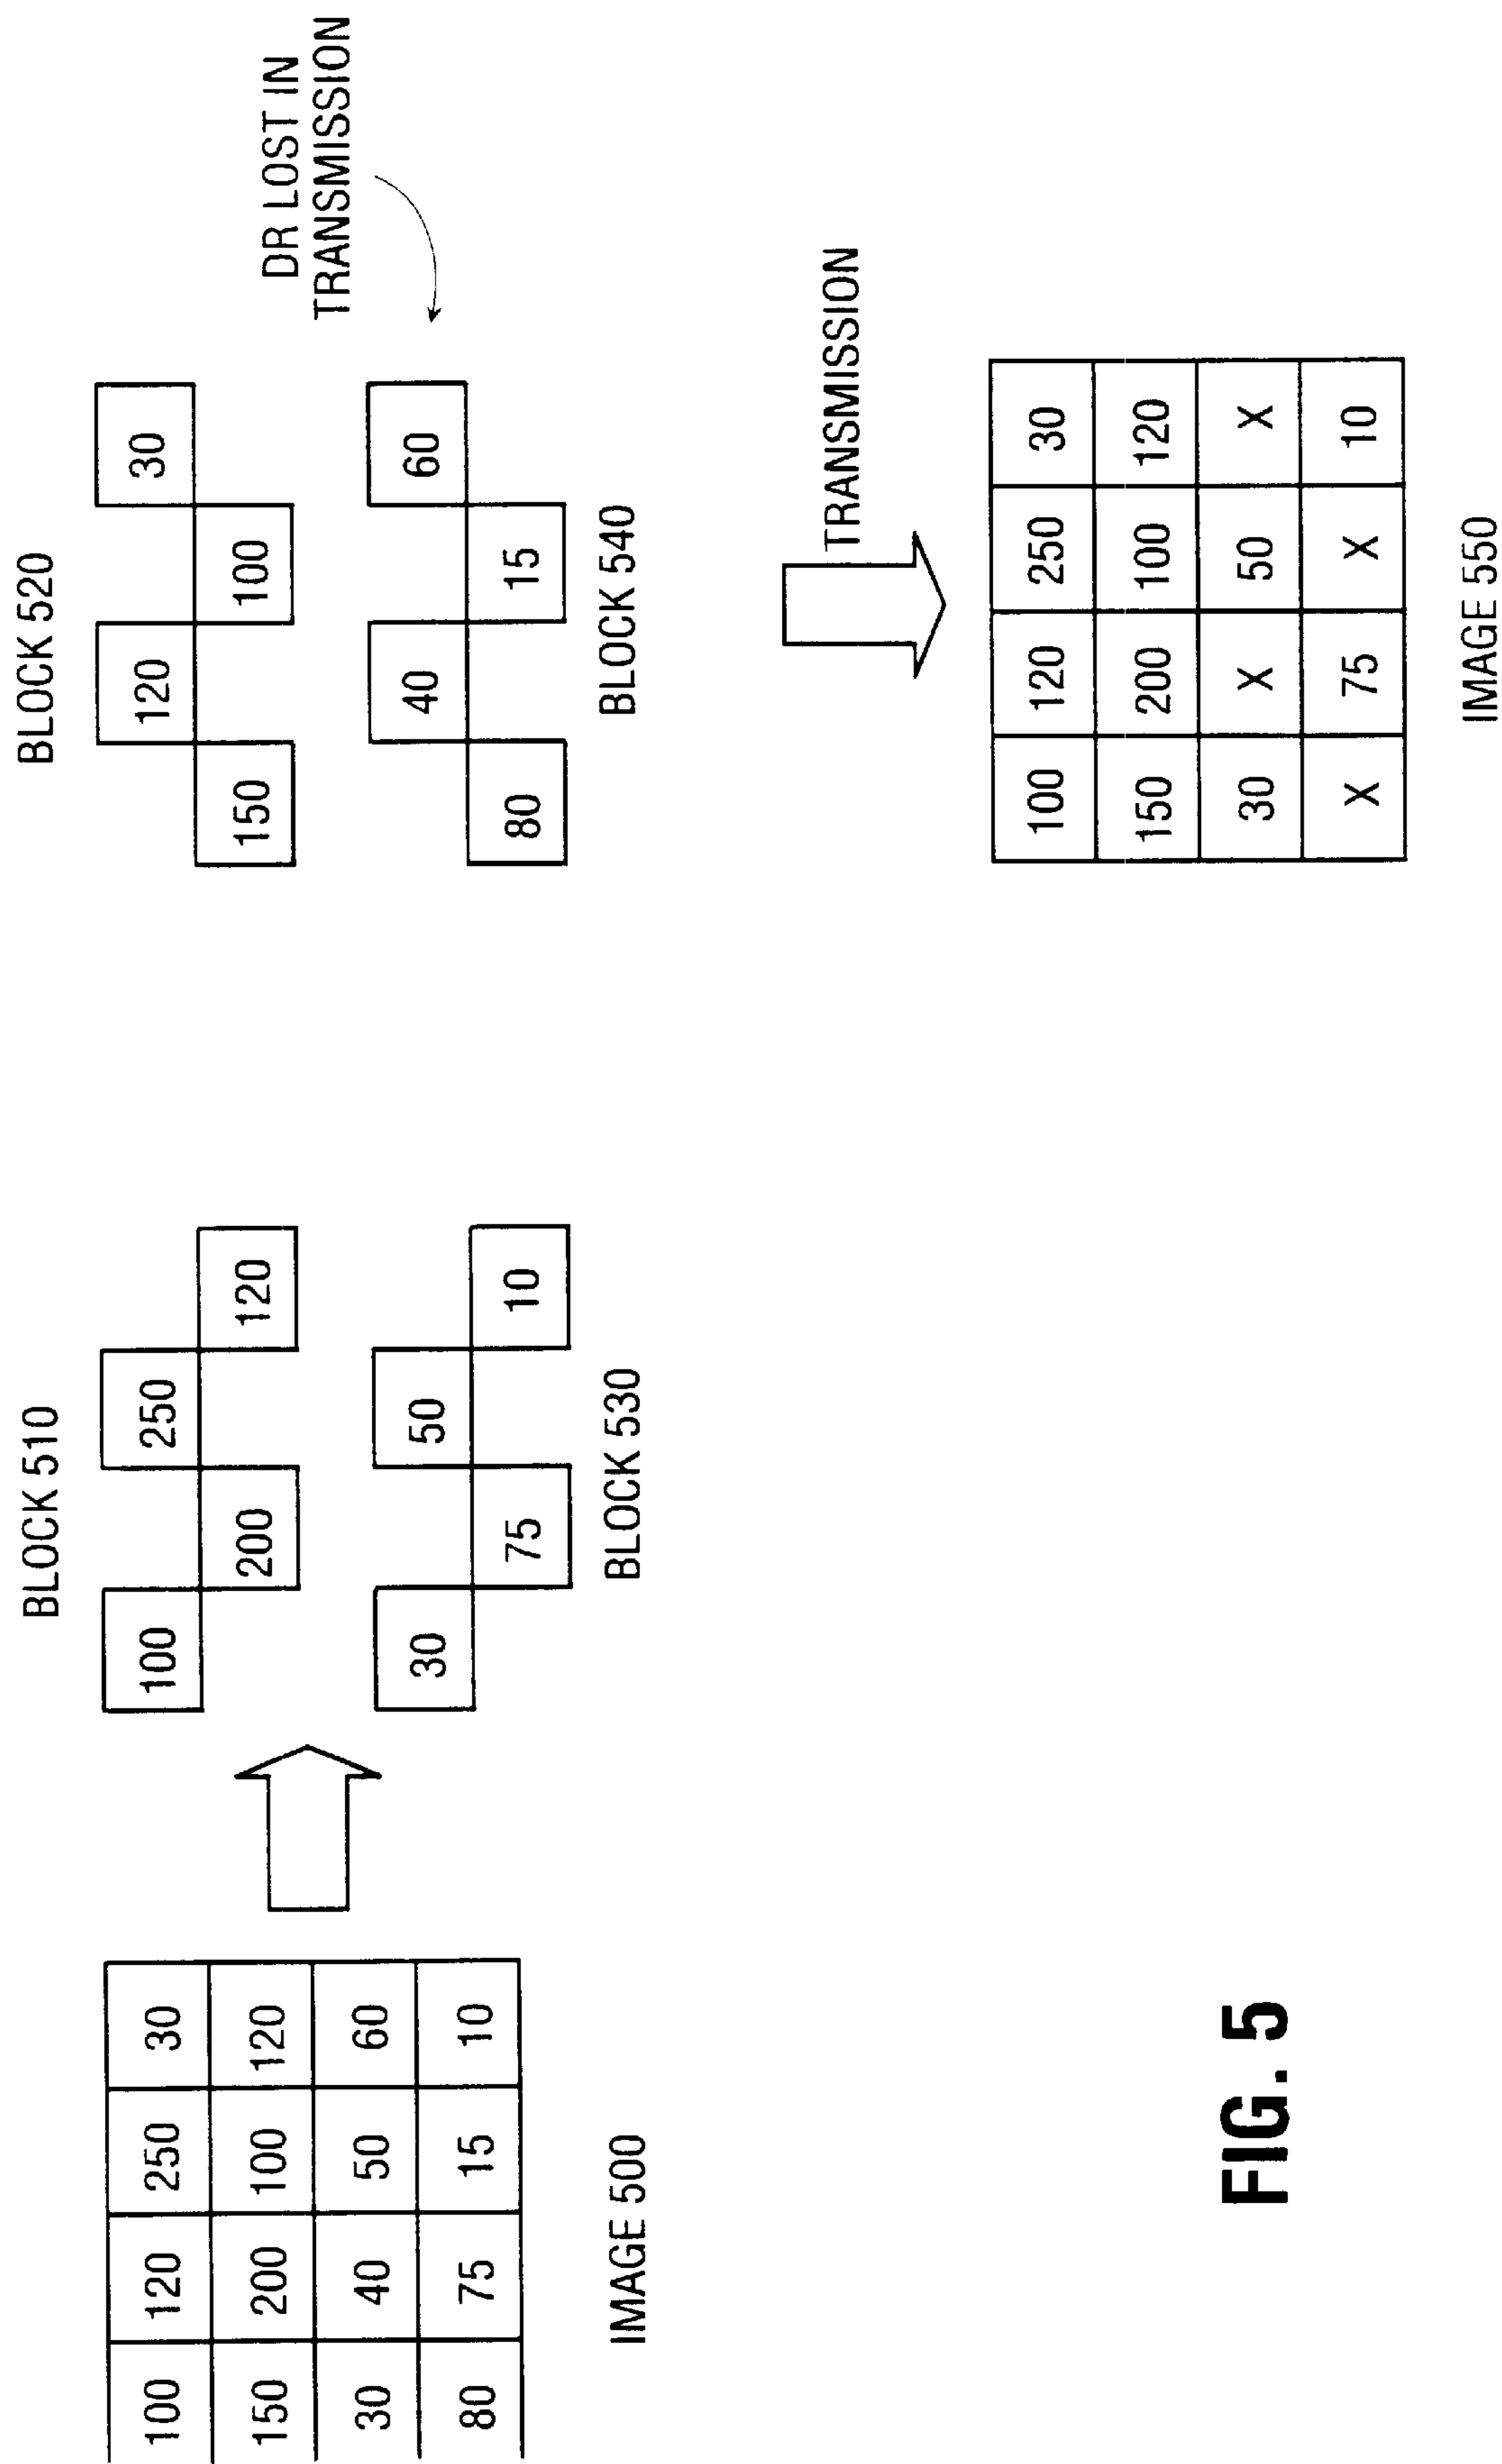 BLOCK 510
BLOCK 520
100 120 250 30
150 200 100 120
30 40 50 60
80 75 15 10
IMAGE 500
100 250
200 120
30 50
75 10
BLOCK 530
120 30
150 100
40 60
80 15
BLOCK 540
DR LOST IN
TRANSMISSION
TRANSMISSION
100 120 250 30
150 200 100 120
30 X 50 X
X 75 X 10
IMAGE 550
FIG. 5